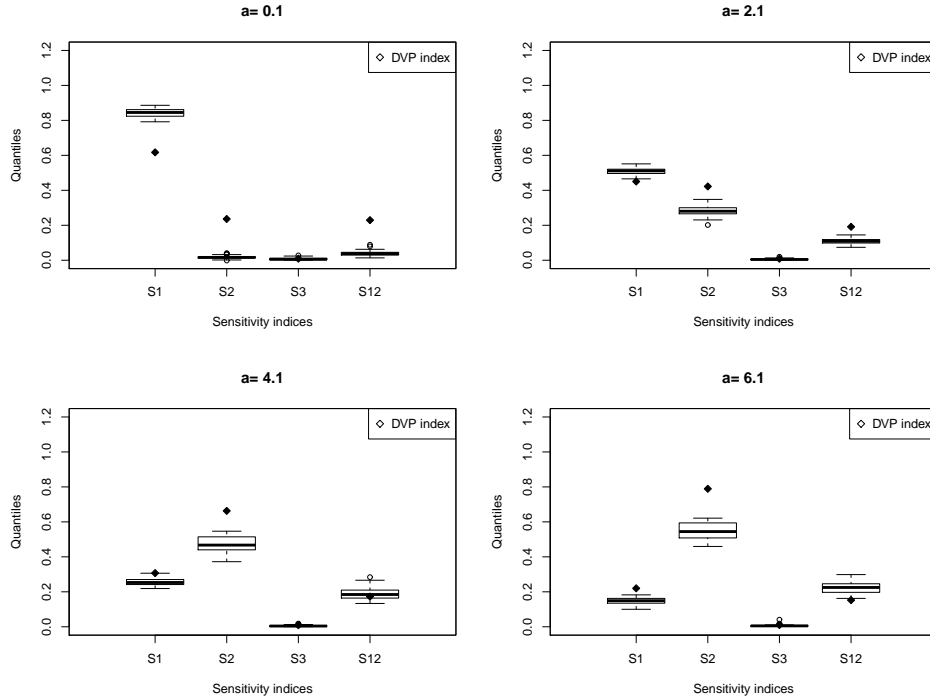 a= 0.1
DVP index
Quantiles
0.0 0.2 0.4 0.6 0.8 1.0 1.2
S1 S2 S3 S12
Sensitivity indices
a= 2.1
DVP index
Quantiles
0.0 0.2 0.4 0.6 0.8 1.0 1.2
S1 S2 S3 S12
Sensitivity indices
a= 4.1
DVP index
Quantiles
0.0 0.2 0.4 0.6 0.8 1.0 1.2
S1 S2 S3 S12
Sensitivity indices
a= 6.1
DVP index
Quantiles
0.0 0.2 0.4 0.6 0.8 1.0 1.2
S1 S2 S3 S12
Sensitivity indices